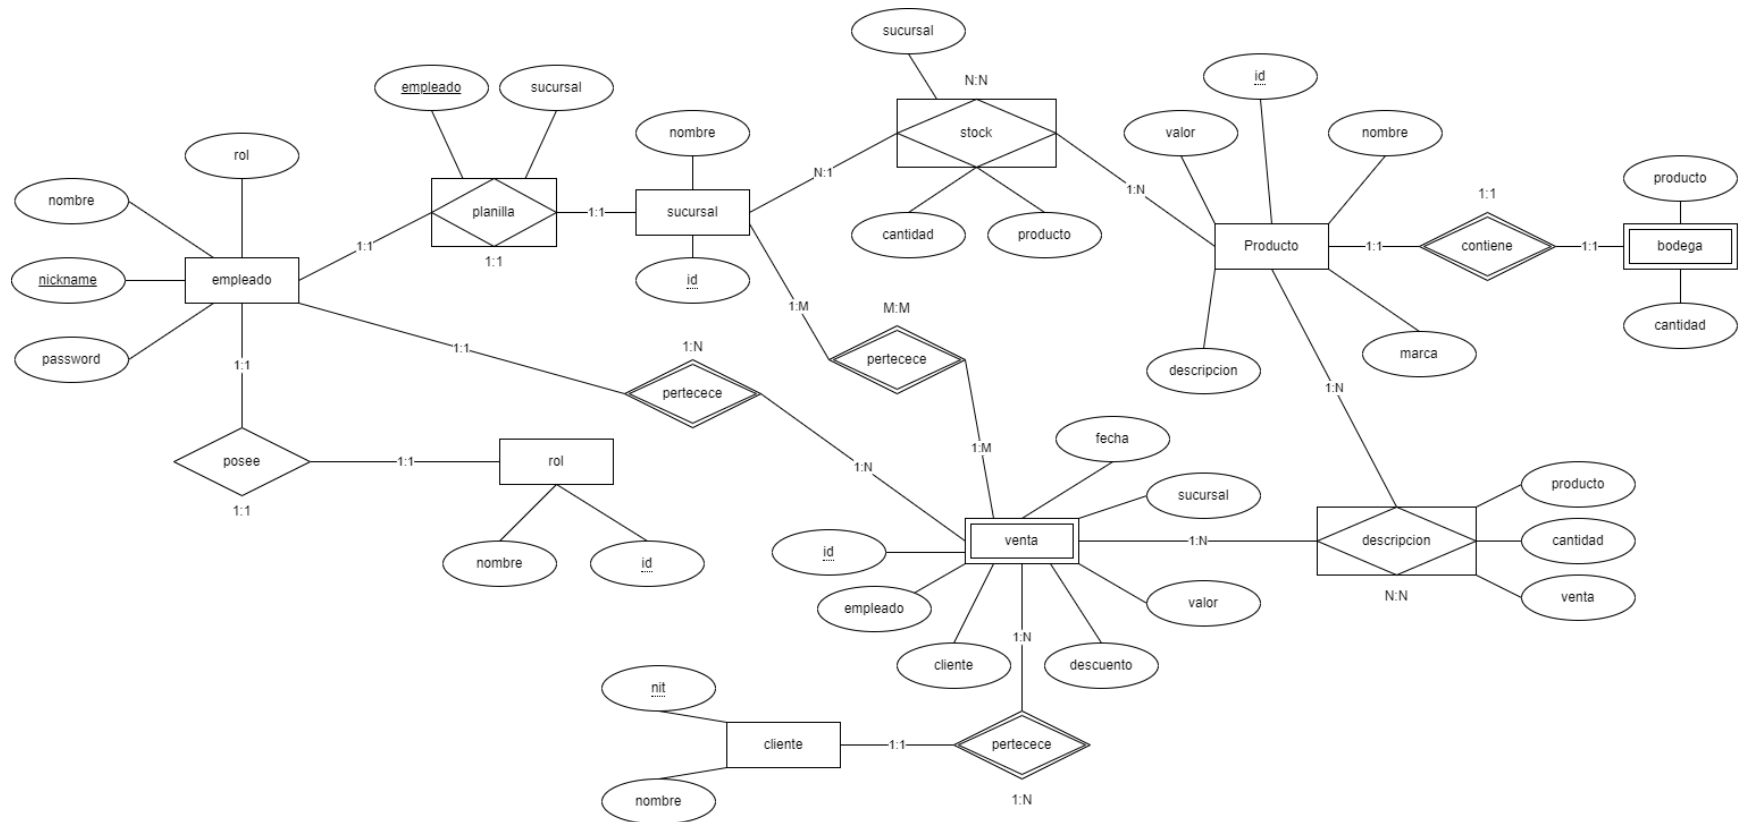 sucursal
N:N
id
empleado
sucursal
nombre
stock
valor
nombre
rol
N:1
1:N
producto
nombre
planilla
1:1
sucursal
1:1
cantidad
producto
Producto
1:1
contiene
1:1
bodega
1:1
1:1
nickname
empleado
id
1:M
M:M
cantidad
password
1:1
1:1
1:N
pertecece
pertecece
descripcion
marca
1:N
posee
1:1
rol
1:1
1:N
1:M
fecha
sucursal
producto
nombre
id
id
venta
1:N
descripcion
cantidad
empleado
valor
N:N
venta
1:N
cliente
descuento
nit
cliente
1:1
pertecece
nombre
1:N